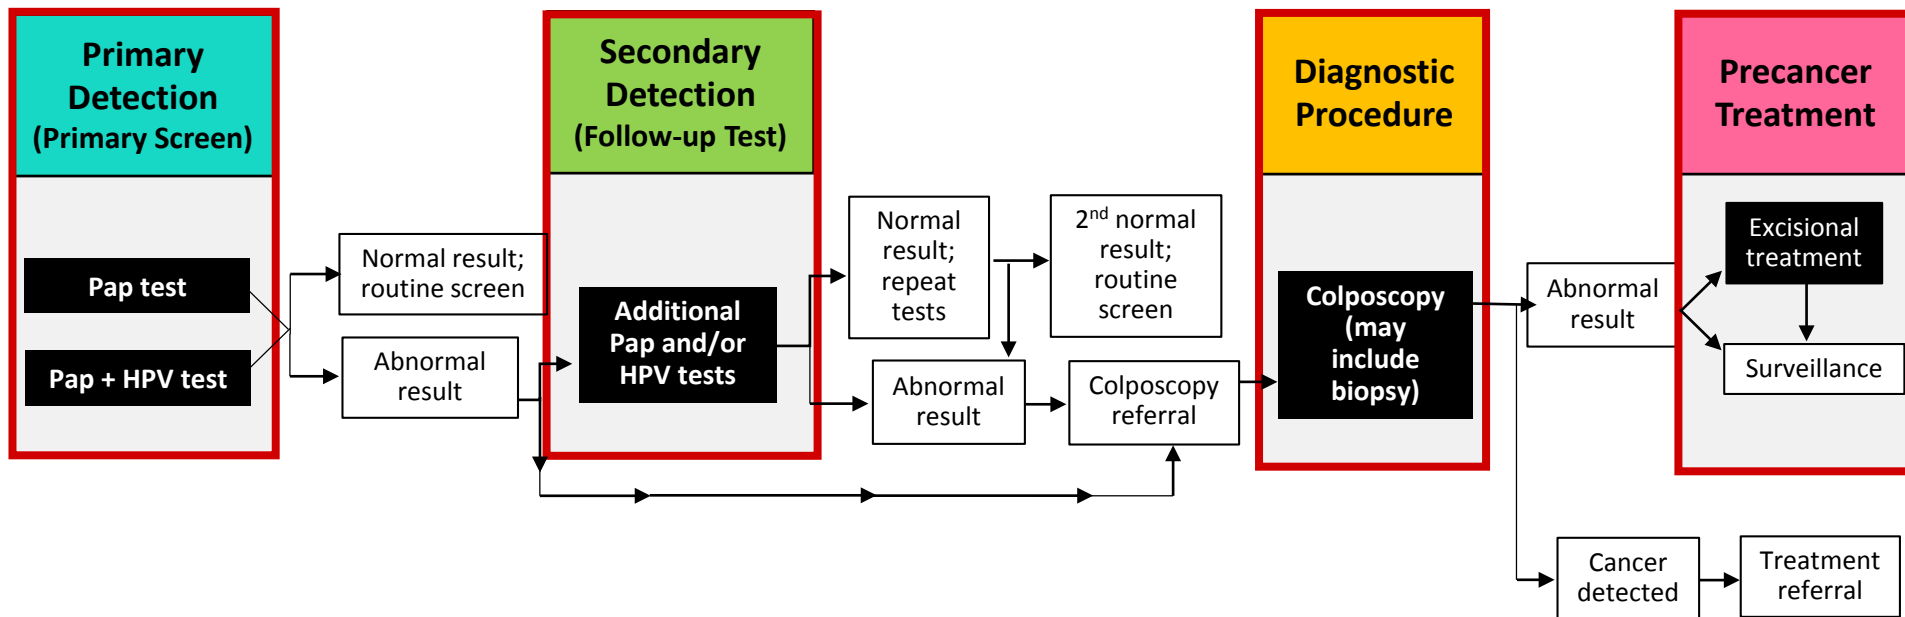 Primary
Detection
(Primary Screen)
Pap test
Pap + HPV test
Normal result;
routine screen
Abnormal
result
Secondary
Detection
(Follow-up Test)
Additional
Pap and/or
HPV tests
Normal
result;
repeat
tests
2nd normal
result;
routine
screen
Abnormal
result
Colposcopy
referral
Diagnostic
Procedure
Colposcopy
(may
include
biopsy)
Abnormal
result
Cancer
detected
Treatment
referral
Precancer
Treatment
Excisional
treatment
Surveillance